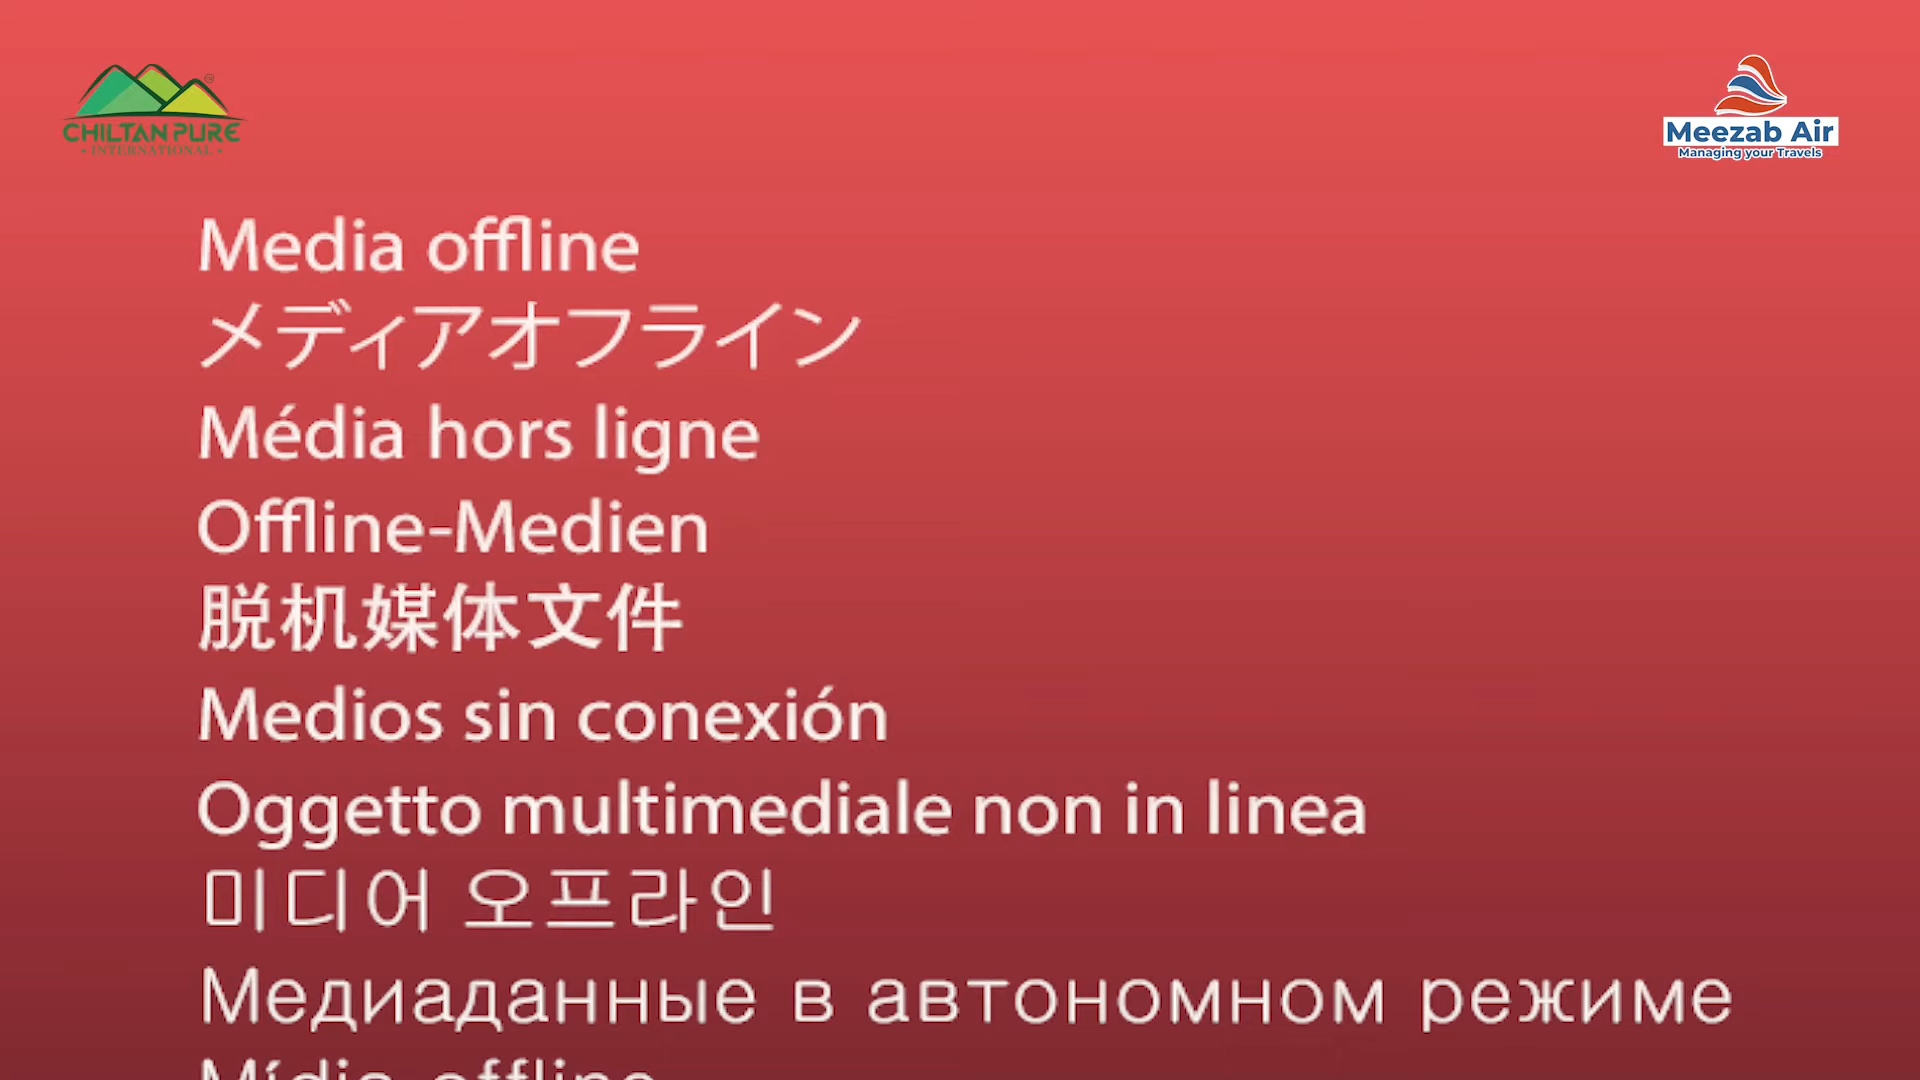 CHILTAN PURE
• INTERNATIONAL •
Meezab Air
Managing your Travels
Media offline
メディアオフライン
Média hors ligne
Offline-Medien
脱机媒体文件
Medios sin conexión
Oggetto multimediale non in linea
미디어 오프라인
Медиаданные в автономном режиме
Mídia offline